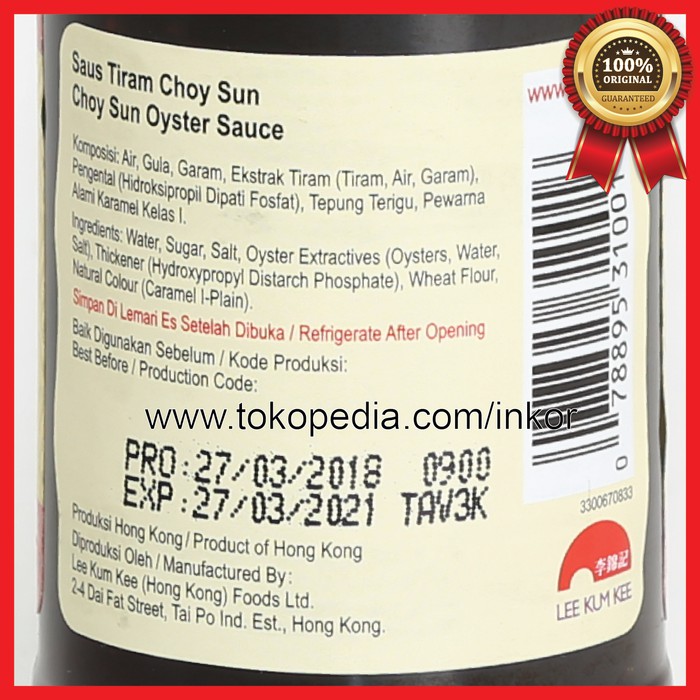 Saus Tiram Choy Sun
Choy Sun Oyster Sauce
Komposisi: Air, Gula, Garam, Ekstrak Tiram (Tiram, Air, Garam),
Pengental (Hidroksipropil Dipati Fosfat), Tepung Terigu, Pewarna
Alami Karamel Kelas I.
Ingredients: Water, Sugar, Salt, Oyster Extractives (Oysters, Water,
Salt), Thickener (Hydroxypropyl Distarch Phosphate), Wheat Flour,
Natural Colour (Caramel I-Plain).
Simpan Di Lemari Es Setelah Dibuka / Refrigerate After Opening
Baik Digunakan Sebelum / Kode Produksi:
Best Before / Production Code:
www.tokopedia.com/inkor
PRO:27/03/2018 0900
EXP:27/03/2021 TAV3K
Produksi Hong Kong / Product of Hong Kong
Diproduksi Oleh / Manufactured By:
Lee Kum Kee (Hong Kong) Foods Ltd.
2-4 Dai Fat Street, Tai Po Ind. Est., Hong Kong.
100%
ORIGINAL
GUARANTEED
www.
0 78895 31001
3300670833
李錦記
LEE KUM KEE